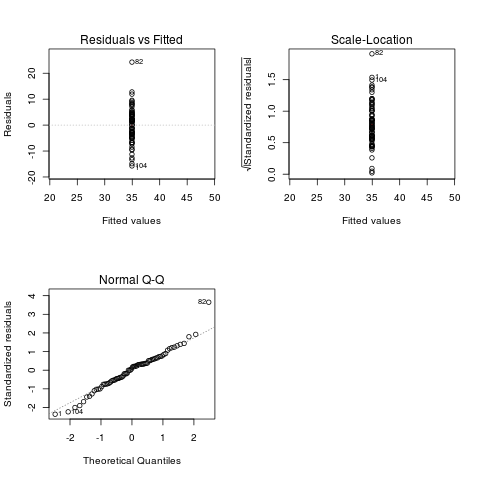 Residuals vs Fitted
Residuals
-20 -10 0 10 20
82
104
1
20 25 30 35 40 45 50
Fitted values
Scale-Location
√|Standardized residuals|
0.0 0.5 1.0 1.5
82
1
104
20 25 30 35 40 45 50
Fitted values
Normal Q-Q
Standardized residuals
-2 -1 0 1 2 3 4
82
1
104
-2 -1 0 1 2
Theoretical Quantiles